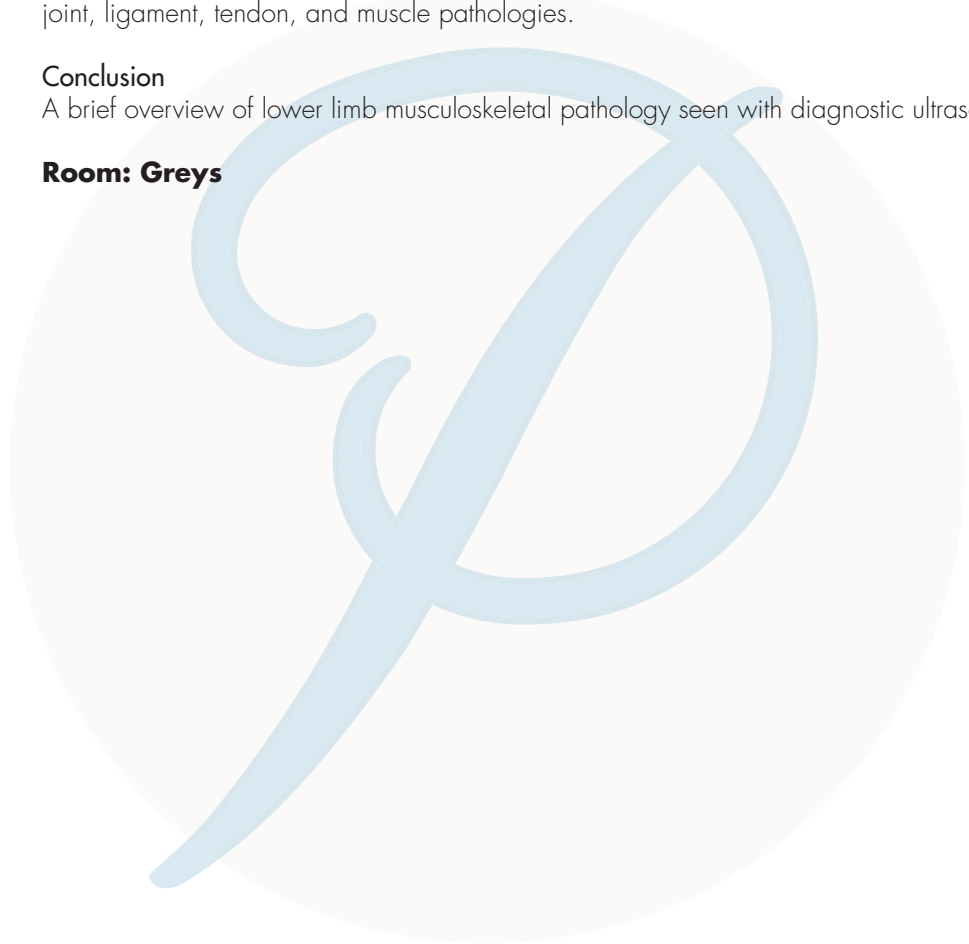 joint, ligament, tendon, and muscle pathologies.
Conclusion
A brief overview of lower limb musculoskeletal pathology seen with diagnostic
Room: Greys